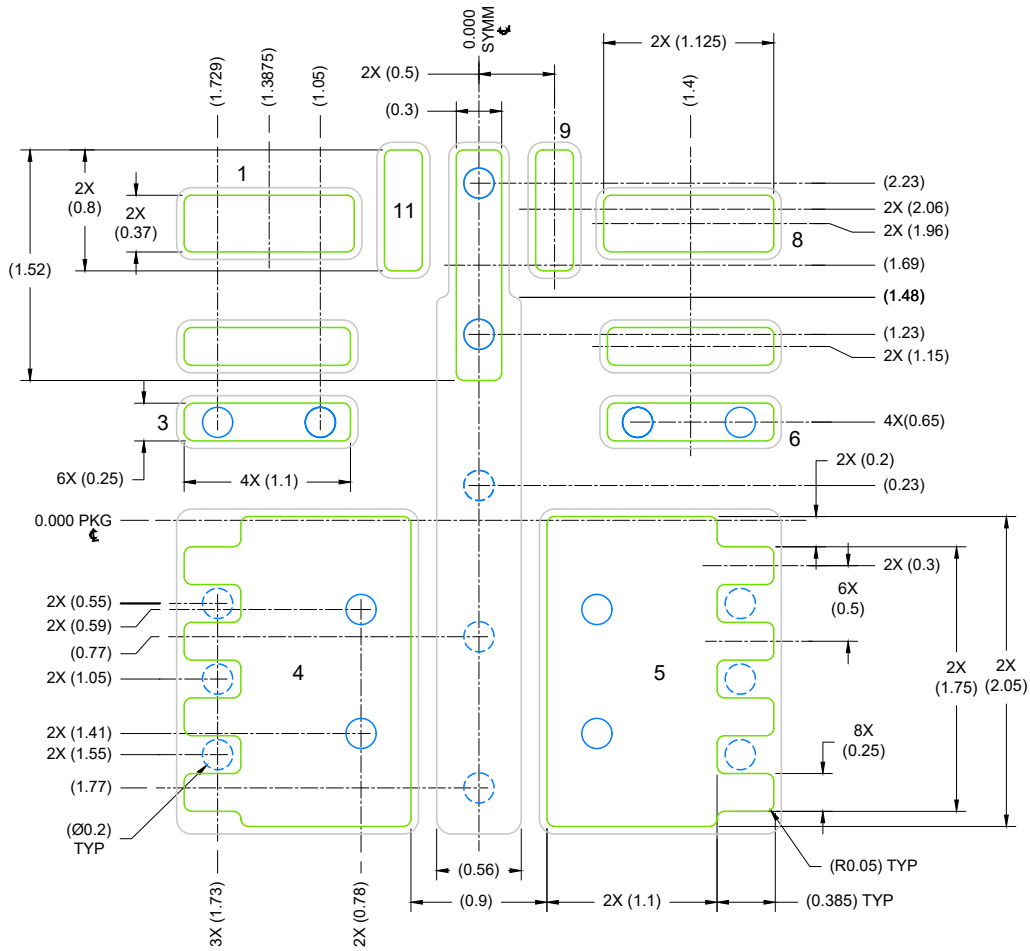 0.000
SYMM
℄
2X (1.125)
2X (0.5)
(1.729)
(1.3875)
(1.05)
(1.4)
(0.3)
9
1
2X
(0.8)
2X
(0.37)
11
(1.52)
(2.23)
2X (2.06)
8
2X (1.96)
(1.69)
(1.48)
(1.23)
2X (1.15)
3
6
4X(0.65)
6X (0.25)
4X (1.1)
2X (0.2)
(0.23)
0.000 PKG
℄
2X (0.3)
6X
(0.5)
2X (0.55)
2X (0.59)
(0.77)
4
5
2X
(1.75)
2X
(2.05)
2X (1.05)
2X (1.41)
2X (1.55)
(1.77)
8X
(0.25)
(Ø0.2)
TYP
(0.56)
(R0.05) TYP
(0.9)
2X (1.1)
(0.385) TYP
3X (1.73)
2X (0.78)